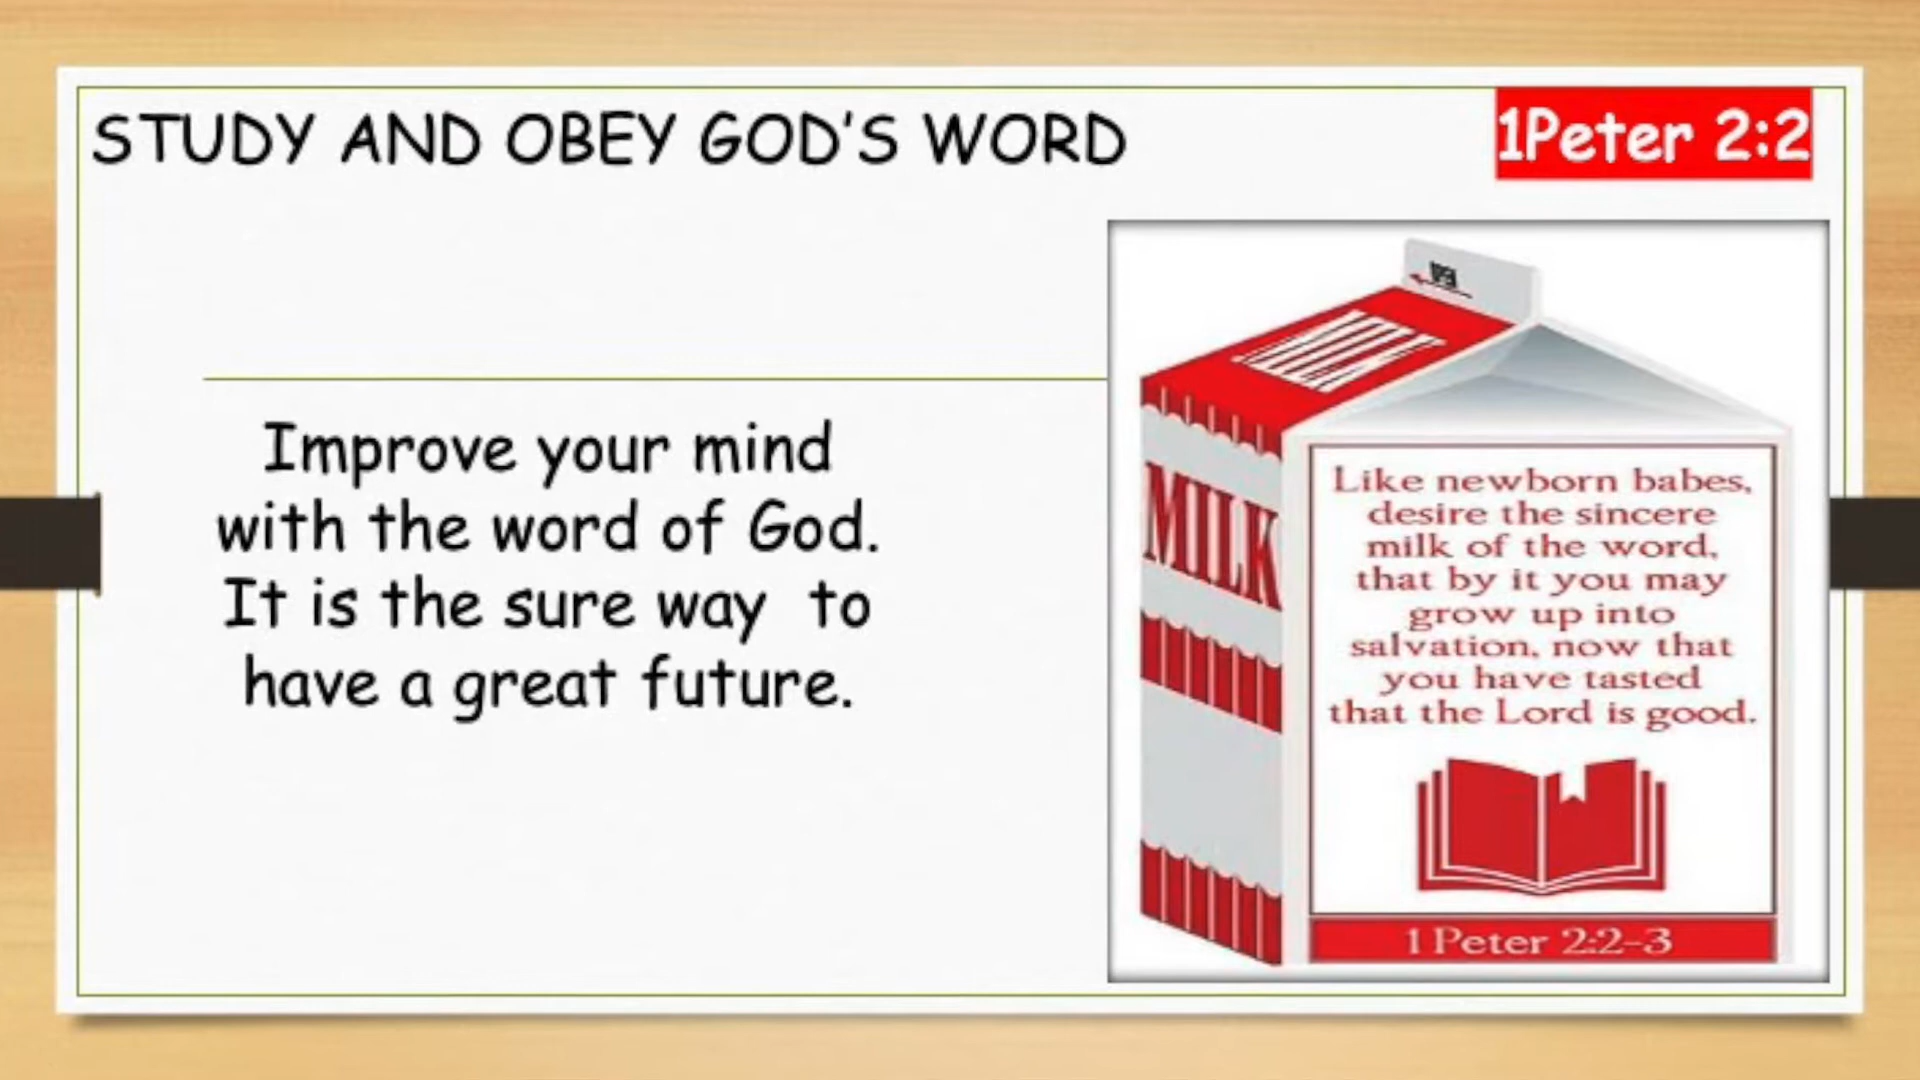 STUDY AND OBEY GOD'S WORD
1Peter 2:2
Improve your mind
with the word of God.
It is the sure way to
have a great future.
MILK
Like newborn babes,
desire the sincere
milk of the word,
that by it you may
grow up into
salvation, now that
you have tasted
that the Lord is good.
1 Peter 2:2-3